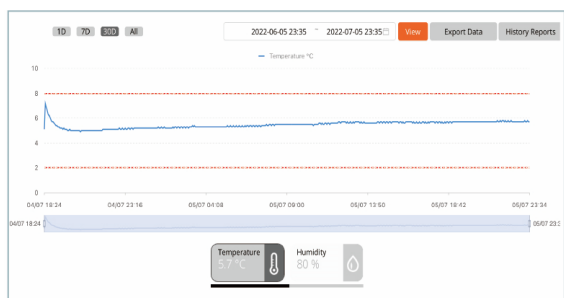 1D 7D 30D All 2022-06-05 23:35 ~ 2022-07-05 23:35 View Export Data History Reports
Temperature °C
10
8
6
4
2
0
04/07 18:34 04/07 23:16 05/07 04:08 05/07 09:00 05/07 13:50 05/07 18:42 05/07 23:34
04/07 18:24 05/07 23:3
Temperature Humidity
5.7 °C 80 %